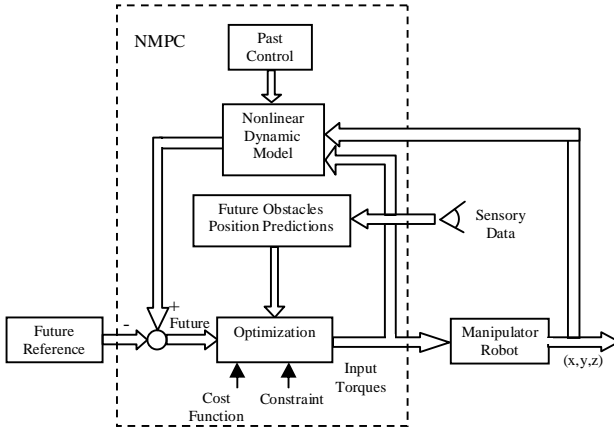 NMPC
Past
Control
Nonlinear
Dynamic
Model
Future Obstacles
Position Predictions
Sensory
Data
+
-
Future
Future
Reference
Optimization
Manipulator
Robot
Input
Torques
(x,y,z)
Cost
Function
Constraint